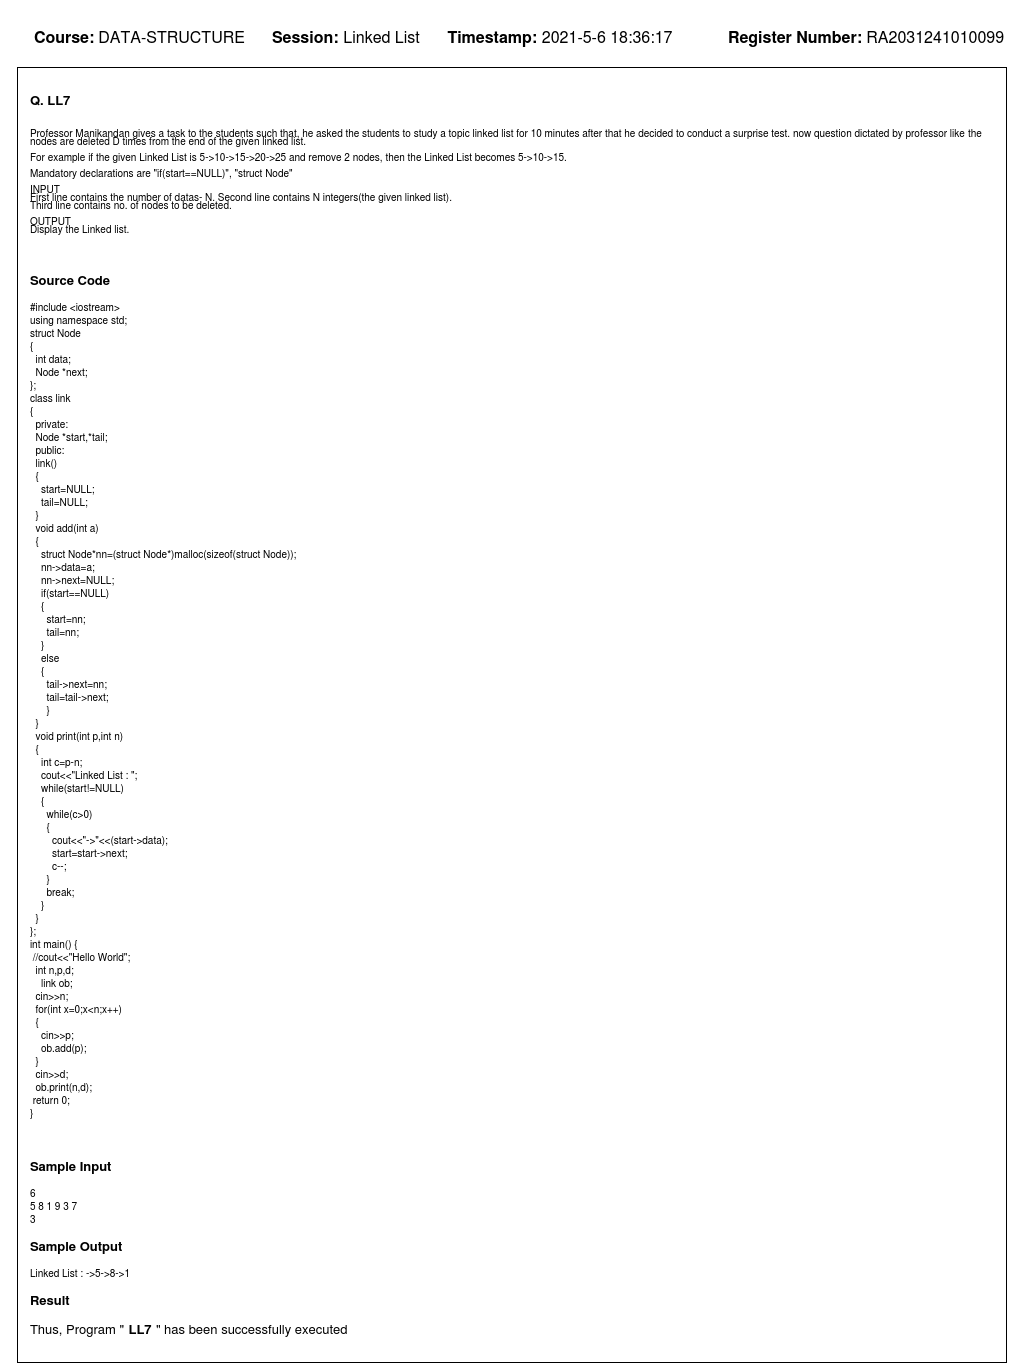 Course: DATA-STRUCTURE Session: Linked List Timestamp: 2021-5-6 18:36:17 Register Number: RA2031241010099
Q. LL7
Professor Manikandan gives a task to the students such that, he asked the students to study a topic linked list for 10 minutes after that he decided to conduct a surprise test. now question dictated by professor like the
nodes are deleted D times from the end of the given linked list.
For example if the given Linked List is 5->10->15->20->25 and remove 2 nodes, then the Linked List becomes 5->10->15.
Mandatory declarations are "if(start==NULL)", "struct Node"
INPUT
First line contains the number of datas- N. Second line contains N integers(the given linked list).
Third line contains no. of nodes to be deleted.
OUTPUT
Display the Linked list.
Source Code
#include <iostream>
using namespace std;
struct Node
{
int data;
Node *next;
};
class link
{
private:
Node *start,*tail;
public:
link()
{
start=NULL;
tail=NULL;
}
void add(int a)
{
struct Node*nn=(struct Node*)malloc(sizeof(struct Node));
nn->data=a;
nn->next=NULL;
if(start==NULL)
{
start=nn;
tail=nn;
}
else
{
tail->next=nn;
tail=tail->next;
}
}
void print(int p,int n)
{
int c=p-n;
cout<<"Linked List : ";
while(start!=NULL)
{
while(c>0)
{
cout<<"->"<<(start->data);
start=start->next;
c--;
}
break;
}
}
};
int main() {
//cout<<"Hello World";
int n,p,d;
link ob;
cin>>n;
for(int x=0;x<n;x++)
{
cin>>p;
ob.add(p);
}
cin>>d;
ob.print(n,d);
return 0;
}
Sample Input
6
5 8 1 9 3 7
3
Sample Output
Linked List : ->5->8->1
Result
Thus, Program " LL7 " has been successfully executed